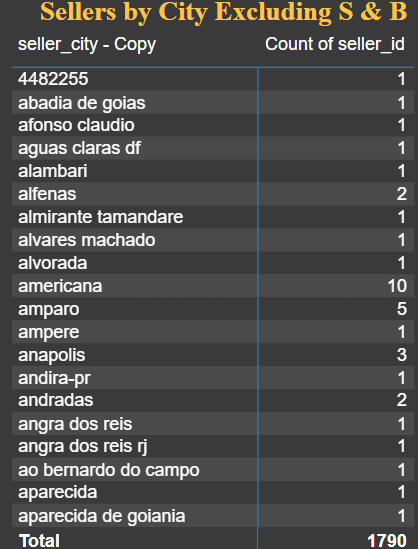 Sellers by City Excluding S & B
seller_city - Copy Count of seller_id
4482255 1
abadia de goias 1
afonso claudio 1
aguas claras df 1
alambari 1
alfenas 2
almirante tamandare 1
alvares machado 1
alvorada 1
americana 10
amparo 5
ampere 1
anapolis 3
andira-pr 1
andradas 2
angra dos reis 1
angra dos reis rj 1
ao bernardo do campo 1
aparecida 1
aparecida de goiania 1
Total 1790